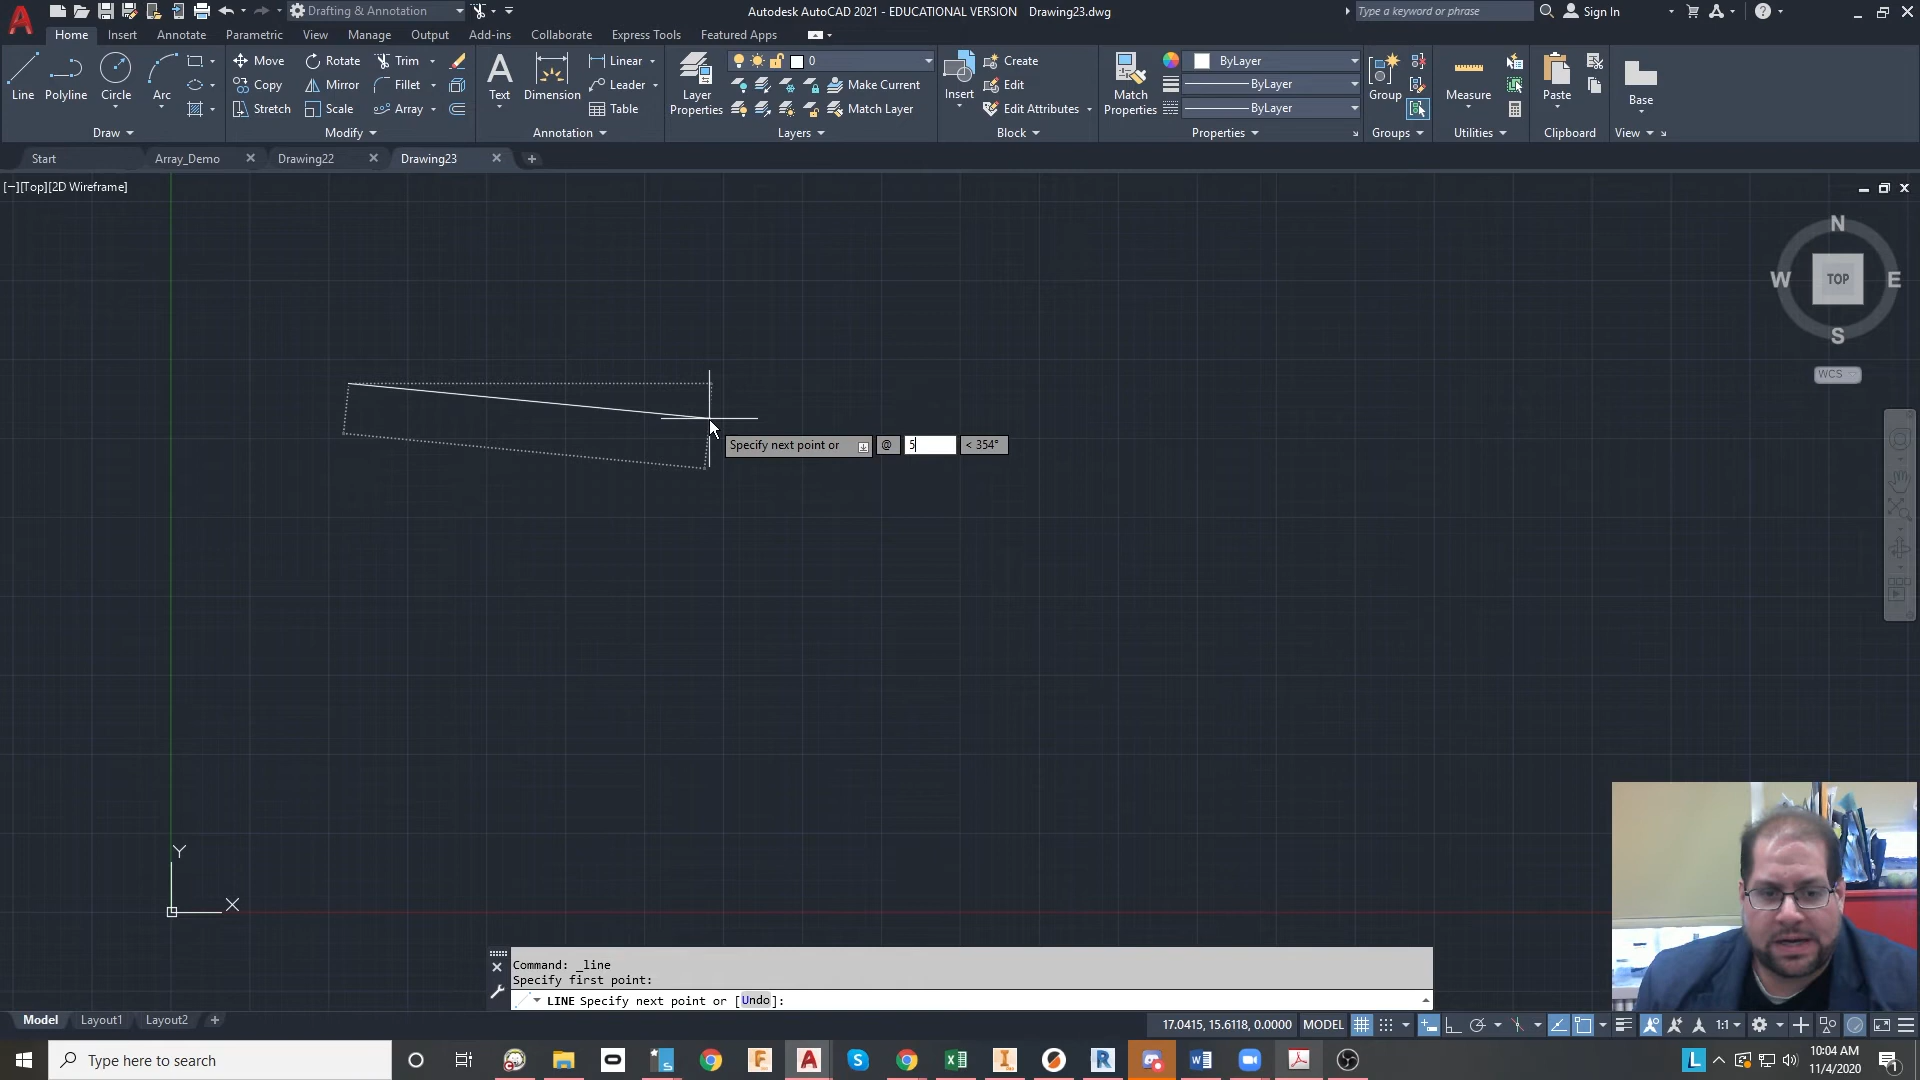 Drafting & Annotation
Autodesk AutoCAD 2021 - EDUCATIONAL VERSION Drawing23.dwg
Type a keyword or phrase
Sign In
Home Insert Annotate Parametric View Manage Output Add-ins Collaborate Express Tools Featured Apps
Line Polyline Circle Arc
Move Rotate Trim
Copy Mirror Fillet
Stretch Scale Array
Text Dimension
Linear
Leader
Table
Layer Properties
0
Make Current
Match Layer
Insert
Create
Edit
Edit Attributes
Match Properties
ByLayer
ByLayer
ByLayer
Group
Measure
Paste
Base
Draw Modify Annotation Layers Block Properties Groups Utilities Clipboard View
Start Array_Demo Drawing22 Drawing23
[−][Top][2D Wireframe]
N
W TOP E
S
WCS
Specify next point or @ 5 < 354°
Y
X
Command: _line
Specify first point:
LINE Specify next point or [Undo]:
Model Layout1 Layout2
17.0415, 15.6118, 0.0000 MODEL 1:1
Type here to search
10:04 AM
11/4/2020
1